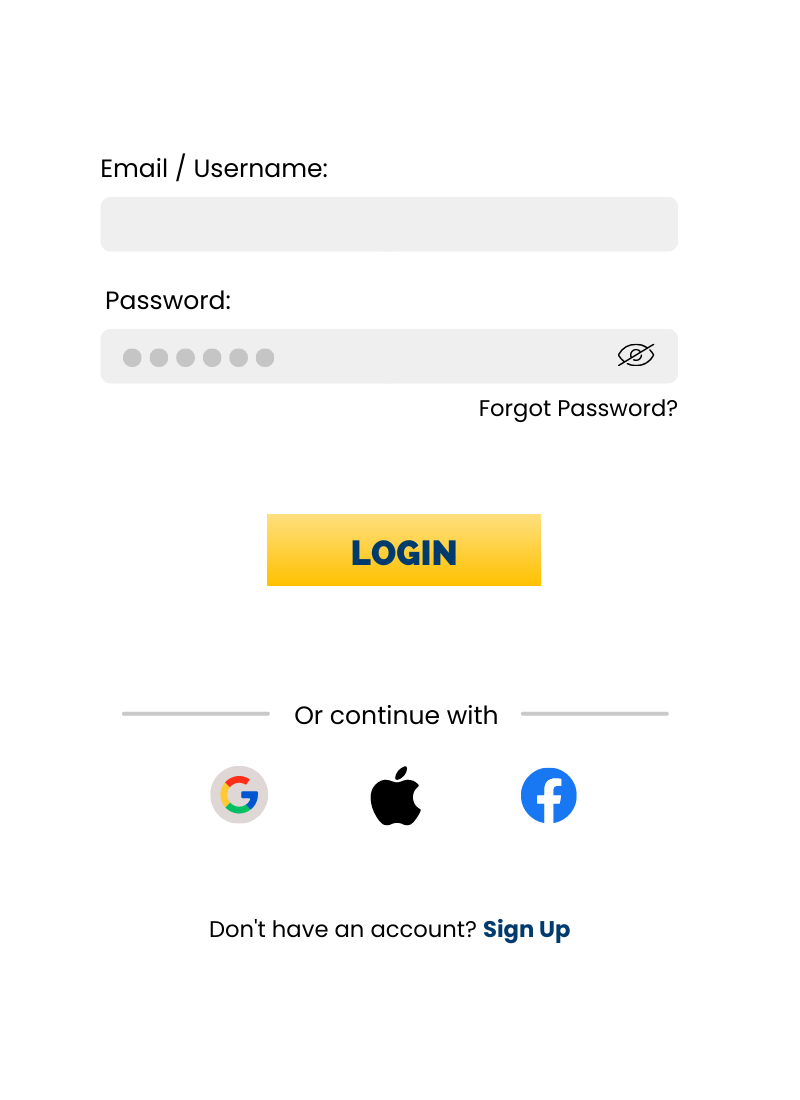 Email / Username:
Password:
Forgot Password?
LOGIN
Or continue with
Don't have an account? Sign Up